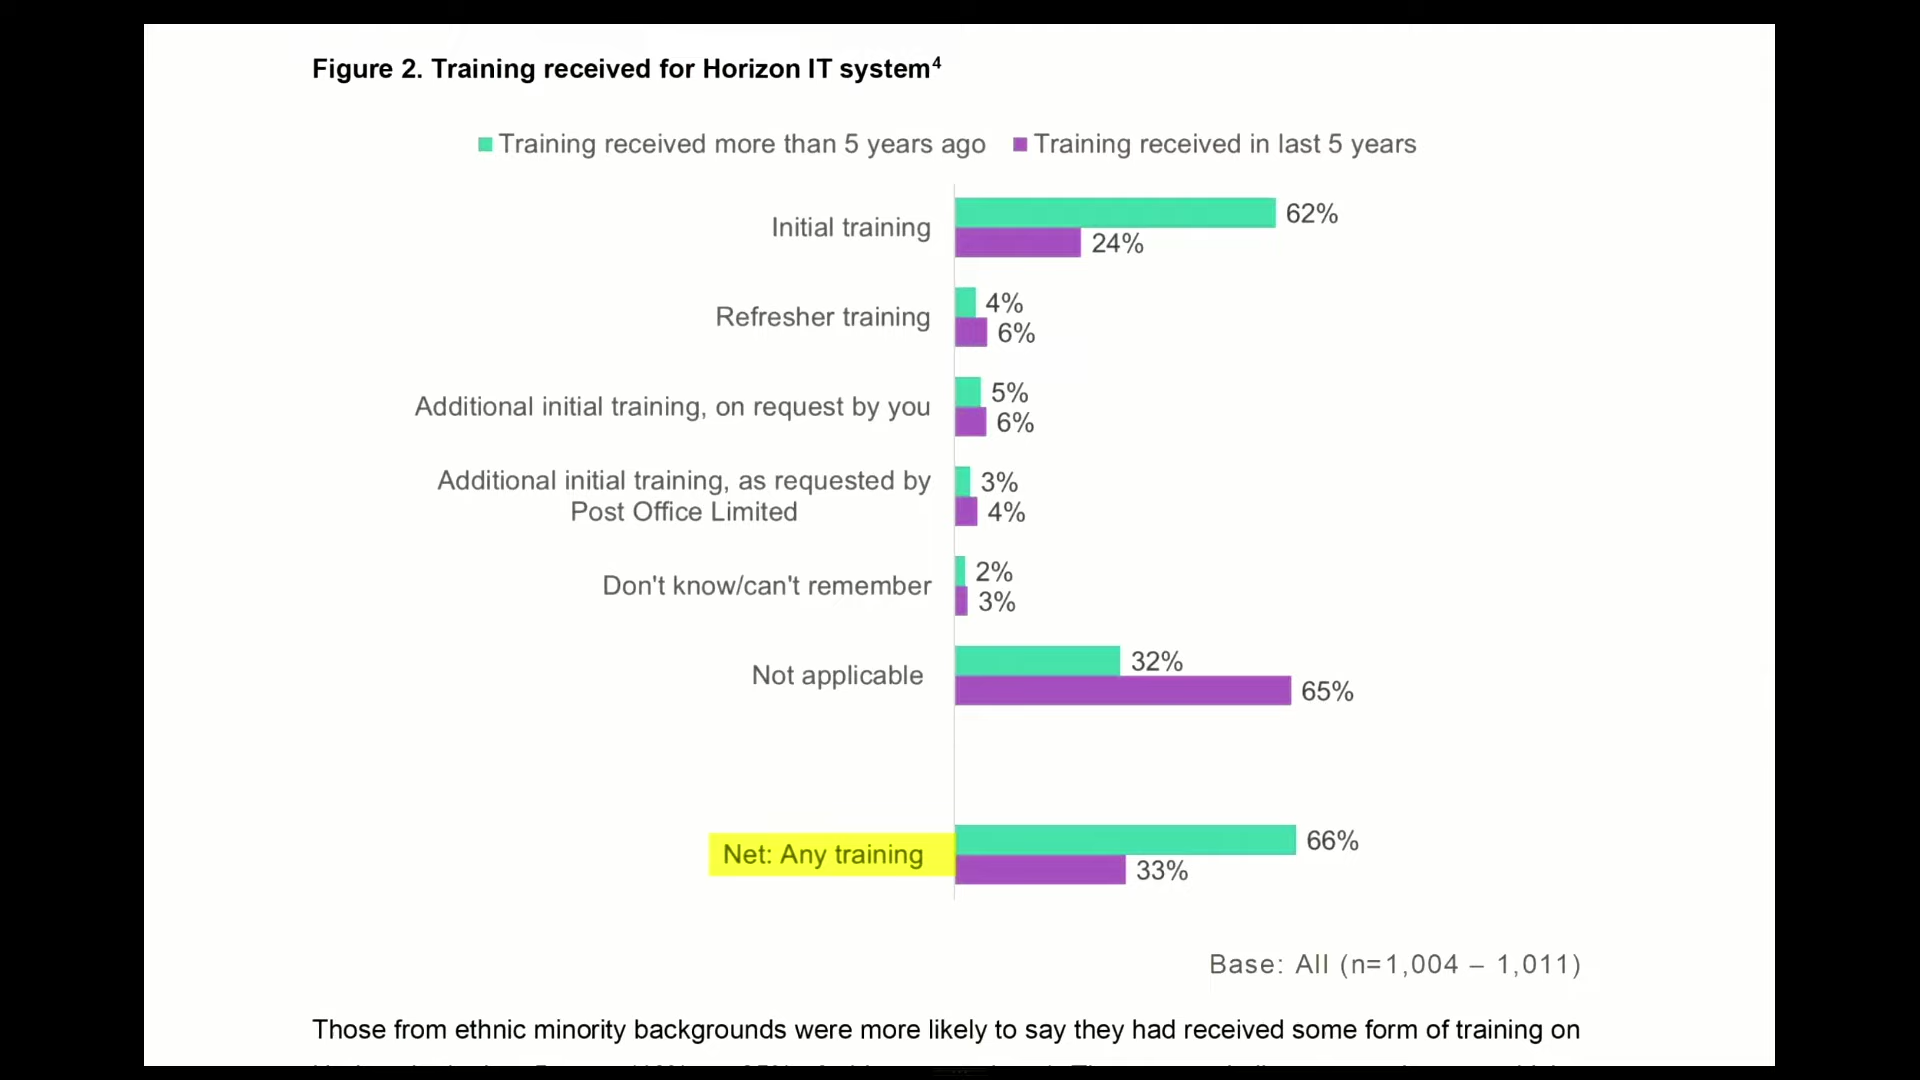 Figure 2. Training received for Horizon IT system⁴
Training received more than 5 years ago Training received in last 5 years
Initial training
62%
24%
Refresher training
4%
6%
Additional initial training, on request by you
5%
6%
Additional initial training, as requested by
Post Office Limited
3%
4%
Don't know/can't remember
2%
3%
Not applicable
32%
65%
Net: Any training
66%
33%
Base: All (n=1,004 – 1,011)
Those from ethnic minority backgrounds were more likely to say they had received some form of training on